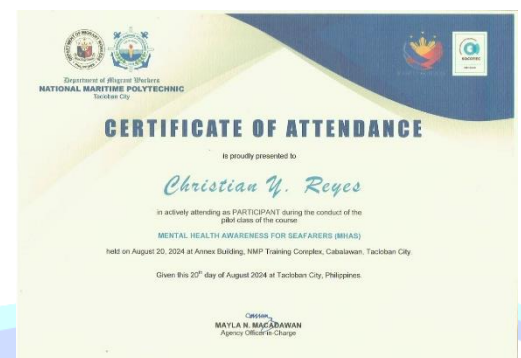 Department of Migrant Workers
NATIONAL MARITIME POLYTECHNIC
Tacloban City
CERTIFICATE OF ATTENDANCE
is proudly presented to
Christian Y. Reyes
in actively attending as PARTICIPANT during the conduct of the
pilot class of the course
MENTAL HEALTH AWARENESS FOR SEAFARERS (MHAS)
held on August 20, 2024 at Annex Building, NMP Training Complex, Cabalawan, Tacloban City.
Given this 20th day of August 2024 at Tacloban City, Philippines.
MAYLA N. MACADAWAN
Agency Officer-in-Charge